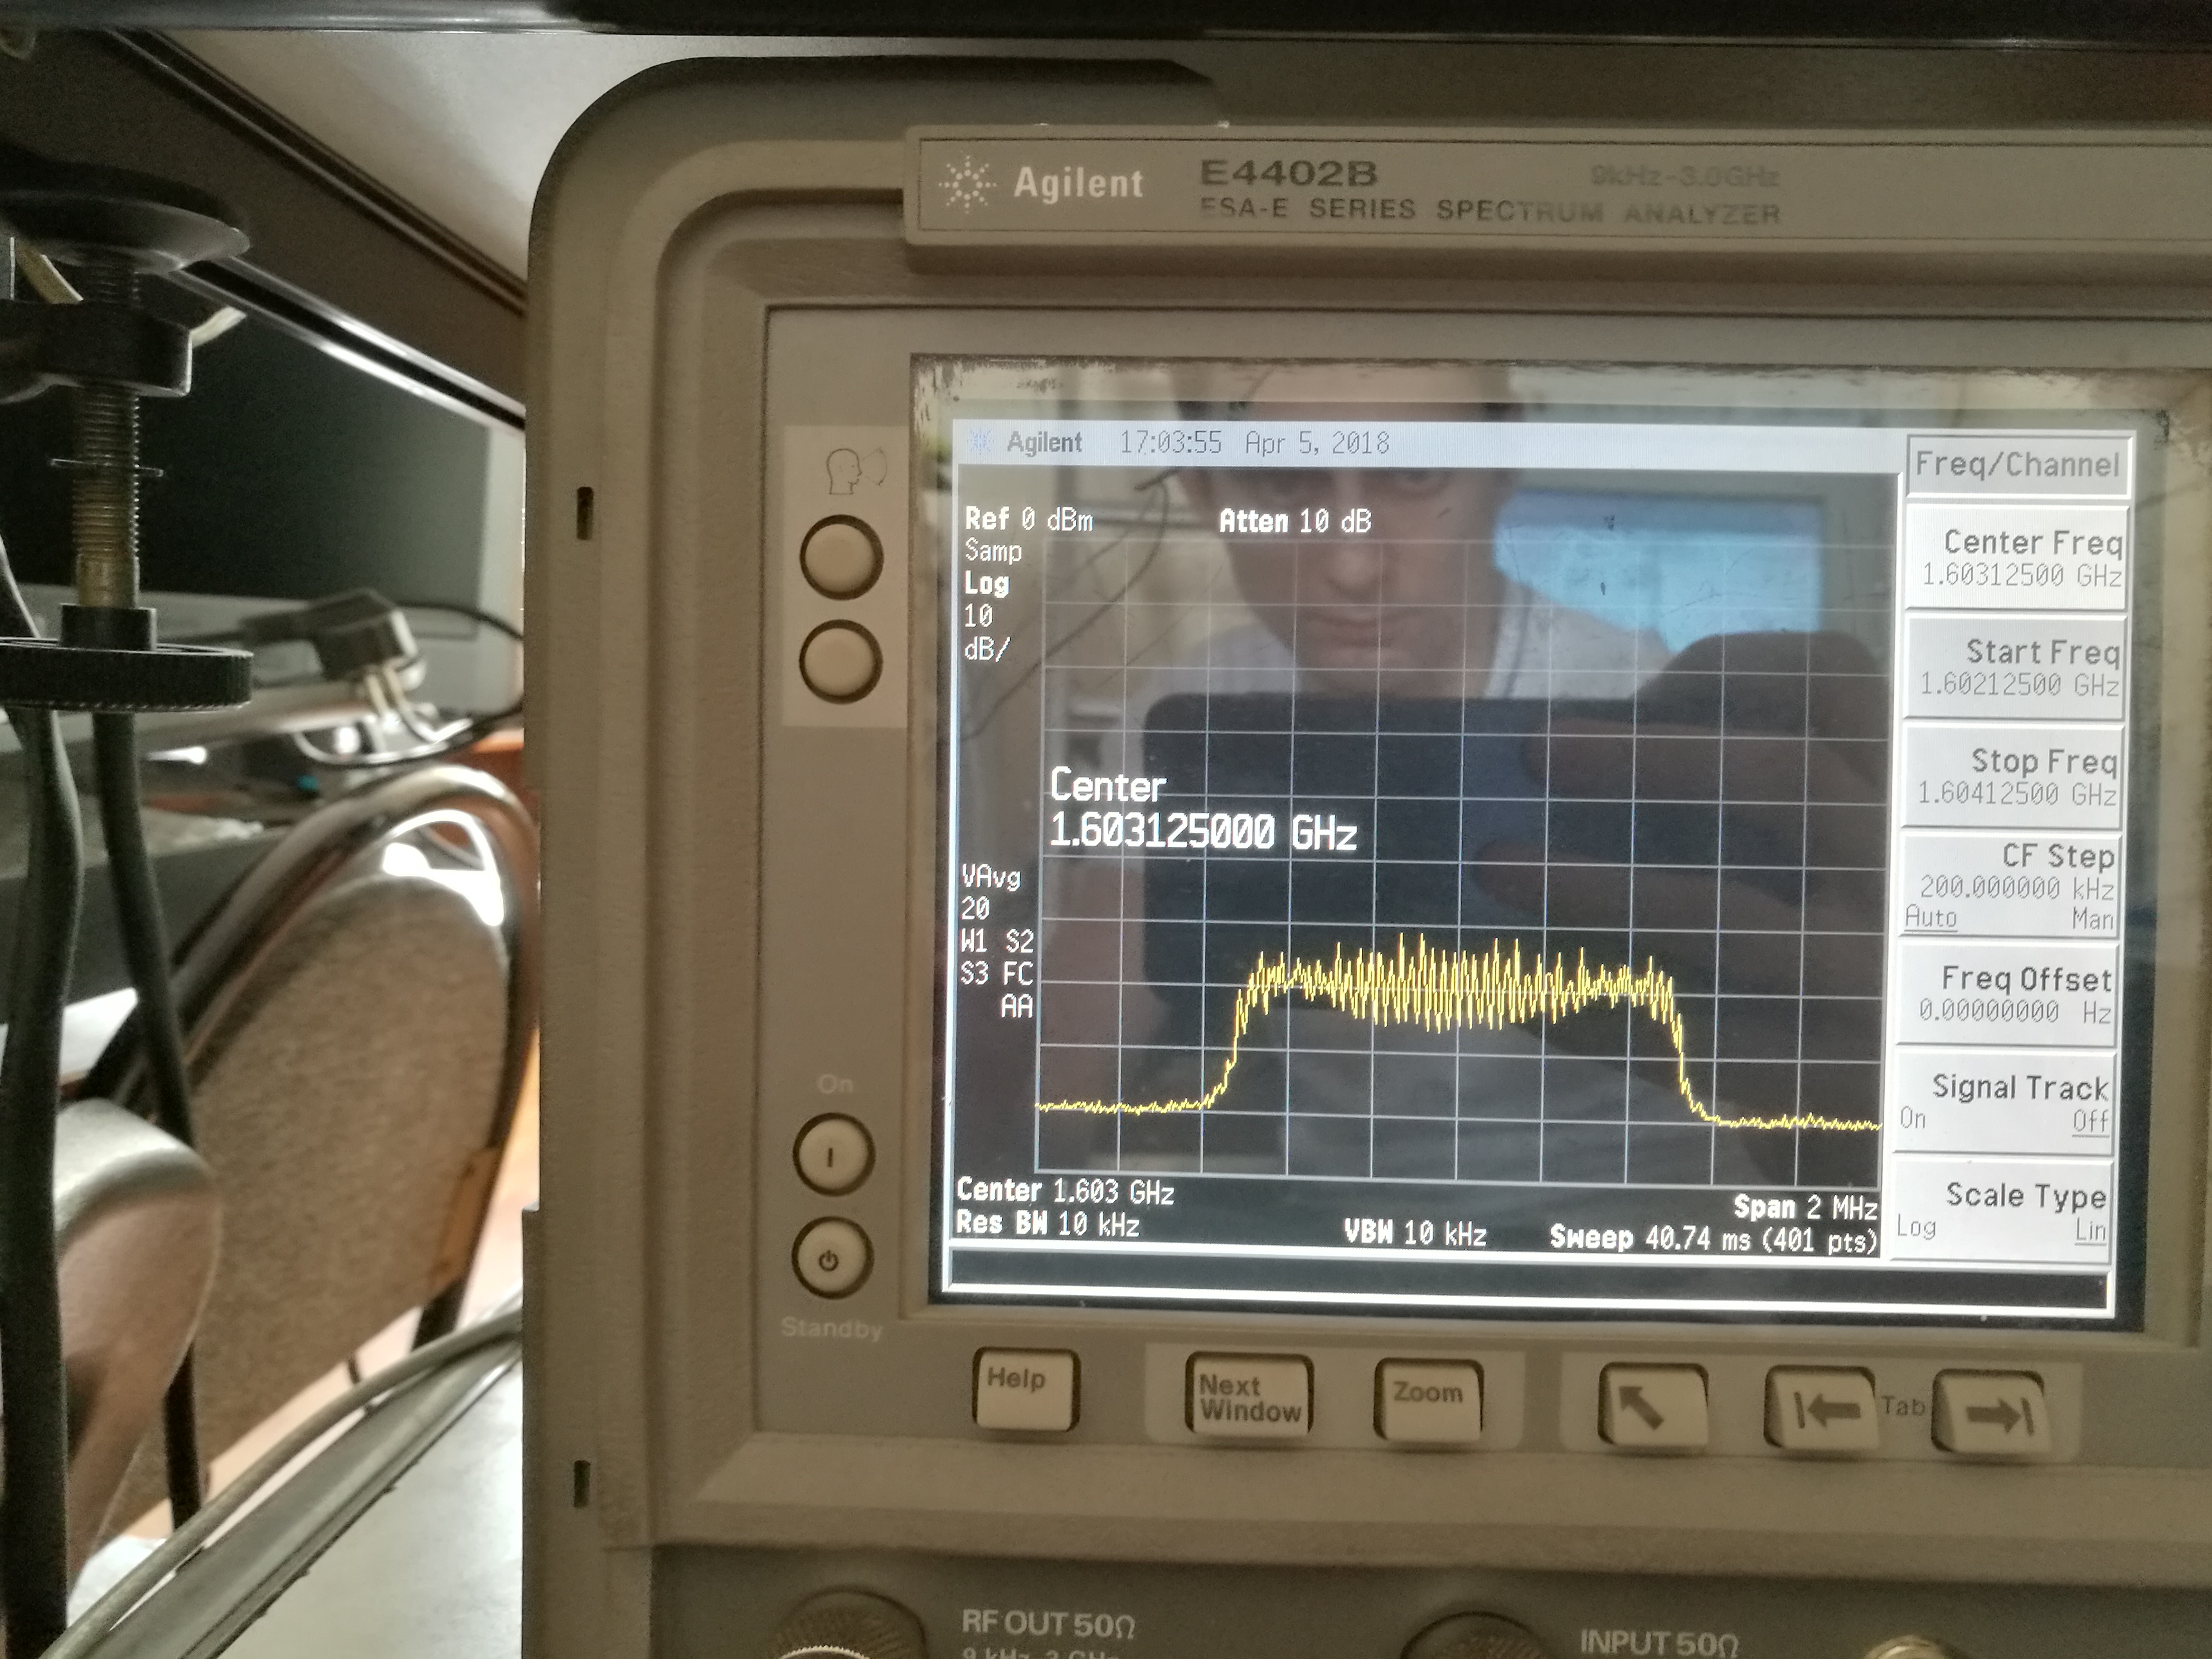 Agilent E4402B 9kHz-3.0GHz
ESA-E SERIES SPECTRUM ANALYZER
Agilent 17:03:55 Apr 5, 2018
Freq/Channel
Ref 0 dBm Atten 10 dB
Samp
Log
10
dB/
Center
1.603125000 GHz
VAvg
20
W1 S2
S3 FC
AA
Center 1.603 GHz Span 2 MHz
Res BW 10 kHz VBW 10 kHz Sweep 40.74 ms (401 pts)
Center Freq
1.60312500 GHz
Start Freq
1.60212500 GHz
Stop Freq
1.60412500 GHz
CF Step
200.000000 kHz
Auto Man
Freq Offset
0.00000000 Hz
Signal Track
On Off
Scale Type
Log Lin
On
Standby
Help
Next
Window
Zoom
Tab
RF OUT 50Ω
INPUT 50Ω